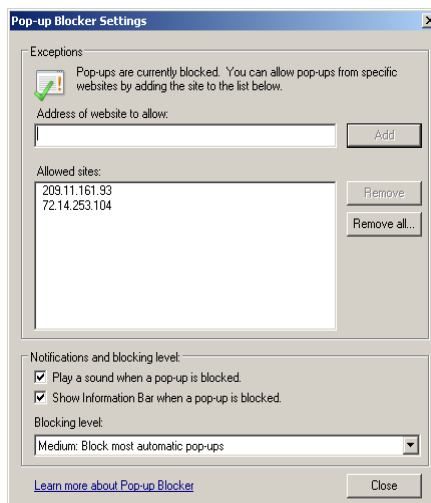 Pop-up Blocker Settings
Exceptions
Pop-ups are currently blocked. You can allow pop-ups from specific
websites by adding the site to the list below.
Address of website to allow:
Add
Allowed sites:
209.11.161.93
72.14.253.104
Remove
Remove all...
Notifications and blocking level:
Play a sound when a pop-up is blocked.
Show Information Bar when a pop-up is blocked.
Blocking level:
Medium: Block most automatic pop-ups
Learn more about Pop-up Blocker
Close